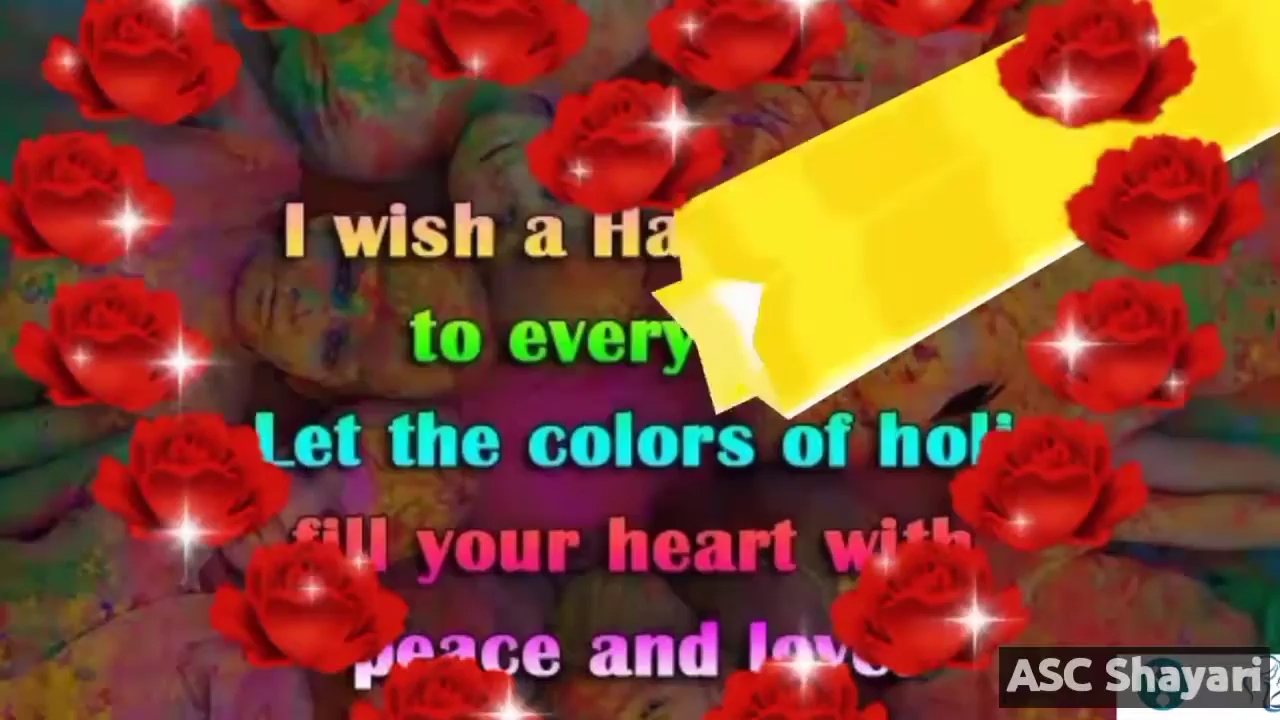 I wish a Ha
to every
Let the colors of holi
fill your heart with
peace and love
ASC Shayari